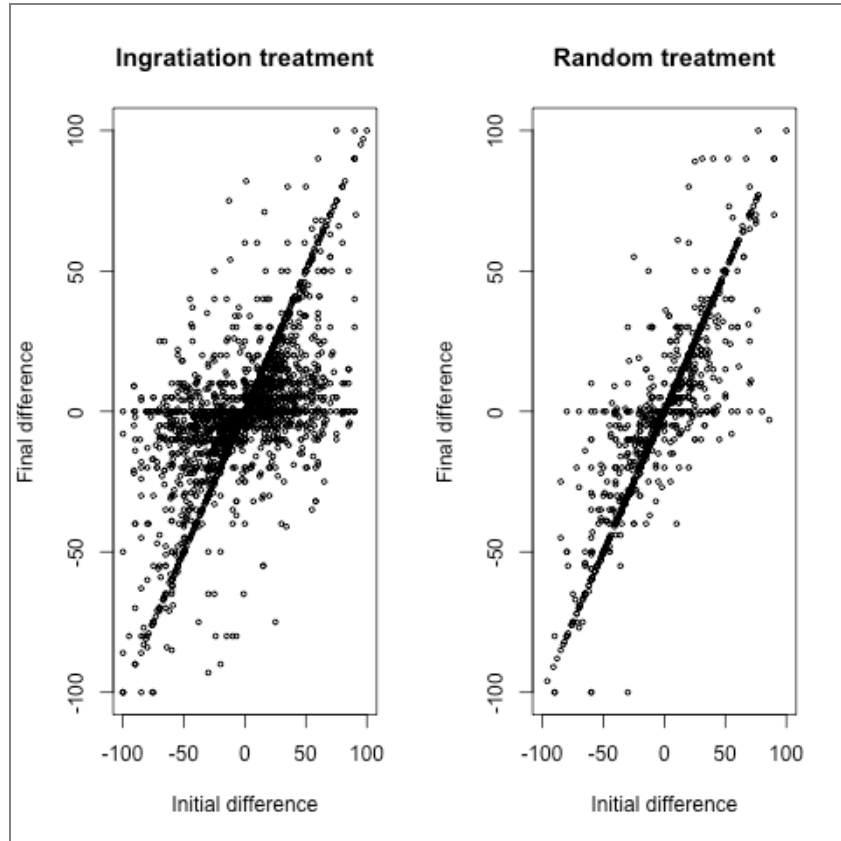 Ingratiation treatment
Random treatment
Final difference
100
50
0
-50
-100
-100 -50 0 50 100
Initial difference
Final difference
100
50
0
-50
-100
-100 -50 0 50 100
Initial difference